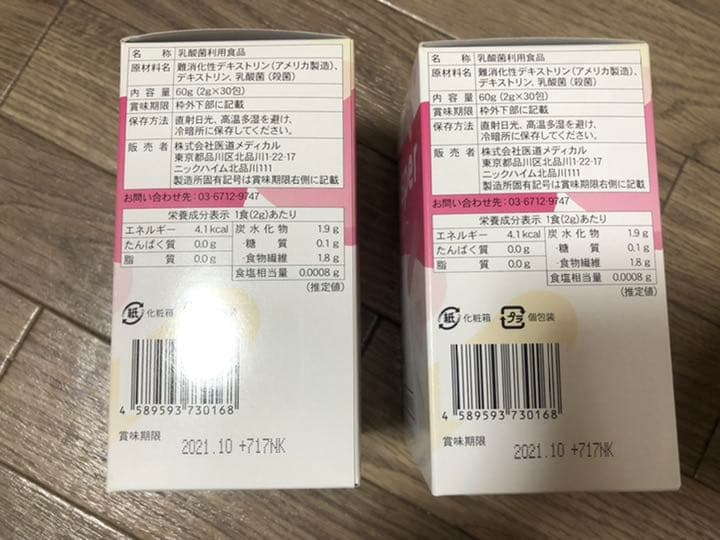 名称 乳酸菌利用食品
原材料名 難消化性デキストリン(アメリカ製造)、
デキストリン、乳酸菌(殺菌)
内容量 60g (2g×30包)
賞味期限 枠外下部に記載
保存方法 直射日光、高温多湿を避け、
冷暗所に保存してください。
販売者 株式会社医道メディカル
東京都品川区北品川1-22-17
ニックハイム北品川111
製造所固有記号は賞味期限右側に記載
お問い合わせ先:03-6712-9747
栄養成分表示 1食(2g)あたり
エネルギー 4.1kcal 炭水化物 1.9g
たんぱく質 0.0g -糖質 0.1g
脂質 0.0g -食物繊維 1.8g
食塩相当量 0.0008g
(推定値)
紙 化粧箱
4 589593 730168
賞味期限 2021.10 +717NK
名称 乳酸菌利用食品
原材料名 難消化性デキストリン(アメリカ製造)、
デキストリン、乳酸菌(殺菌)
内容量 60g (2g×30包)
賞味期限 枠外下部に記載
保存方法 直射日光、高温多湿を避け、
冷暗所に保存してください。
販売者 株式会社医道メディカル
東京都品川区北品川1-22-17
ニックハイム北品川111
製造所固有記号は賞味期限右側に記載
お問い合わせ先:03-6712-9747
栄養成分表示 1食(2g)あたり
エネルギー 4.1kcal 炭水化物 1.9g
たんぱく質 0.0g -糖質 0.1g
脂質 0.0g -食物繊維 1.8g
食塩相当量 0.0008g
(推定値)
紙 化粧箱 プラ 個包装
4 589593 730168
賞味期限 2021.10 +717NK